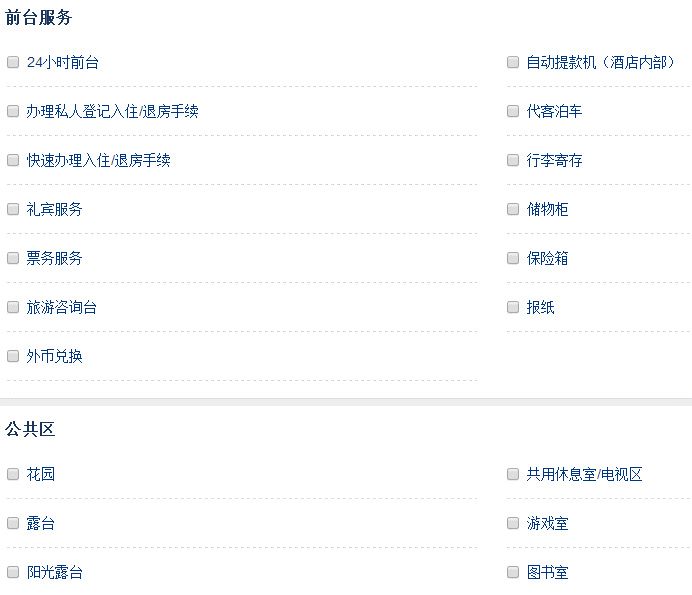 前台服务
24小时前台
自动提款机（酒店内部）
办理私人登记入住/退房手续
代客泊车
快速办理入住/退房手续
行李寄存
礼宾服务
储物柜
票务服务
保险箱
旅游咨询台
报纸
外币兑换
公共区
花园
共用休息室/电视区
露台
游戏室
阳光露台
图书室